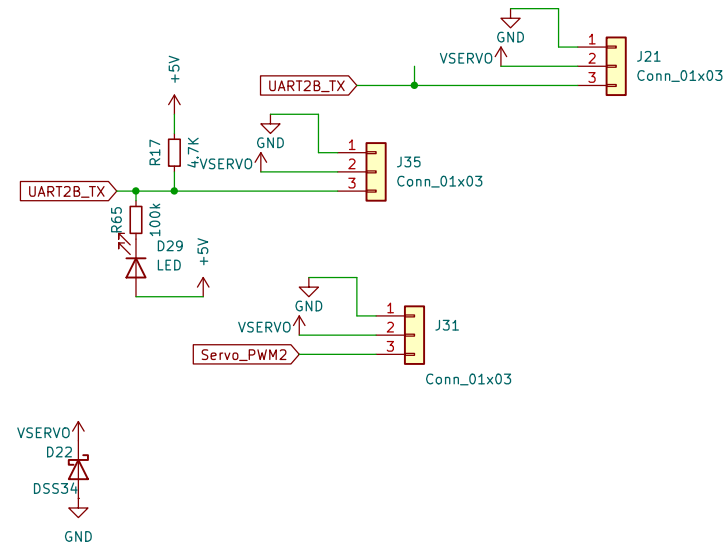 GND
VSERVO
1
2
3
J21
Conn_01x03
UART2B_TX
+5V
R17
4.7K
GND
VSERVO
1
2
3
J35
Conn_01x03
UART2B_TX
R65
100k
D29
LED
+5V
GND
VSERVO
1
2
3
J31
Servo_PWM2
Conn_01x03
VSERVO
D22
DSS34
GND